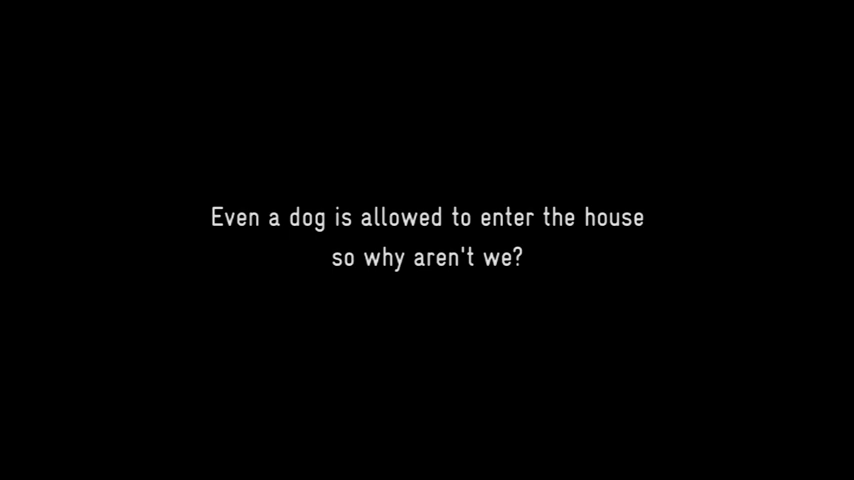 Even a dog is allowed to enter the house
so why aren't we?